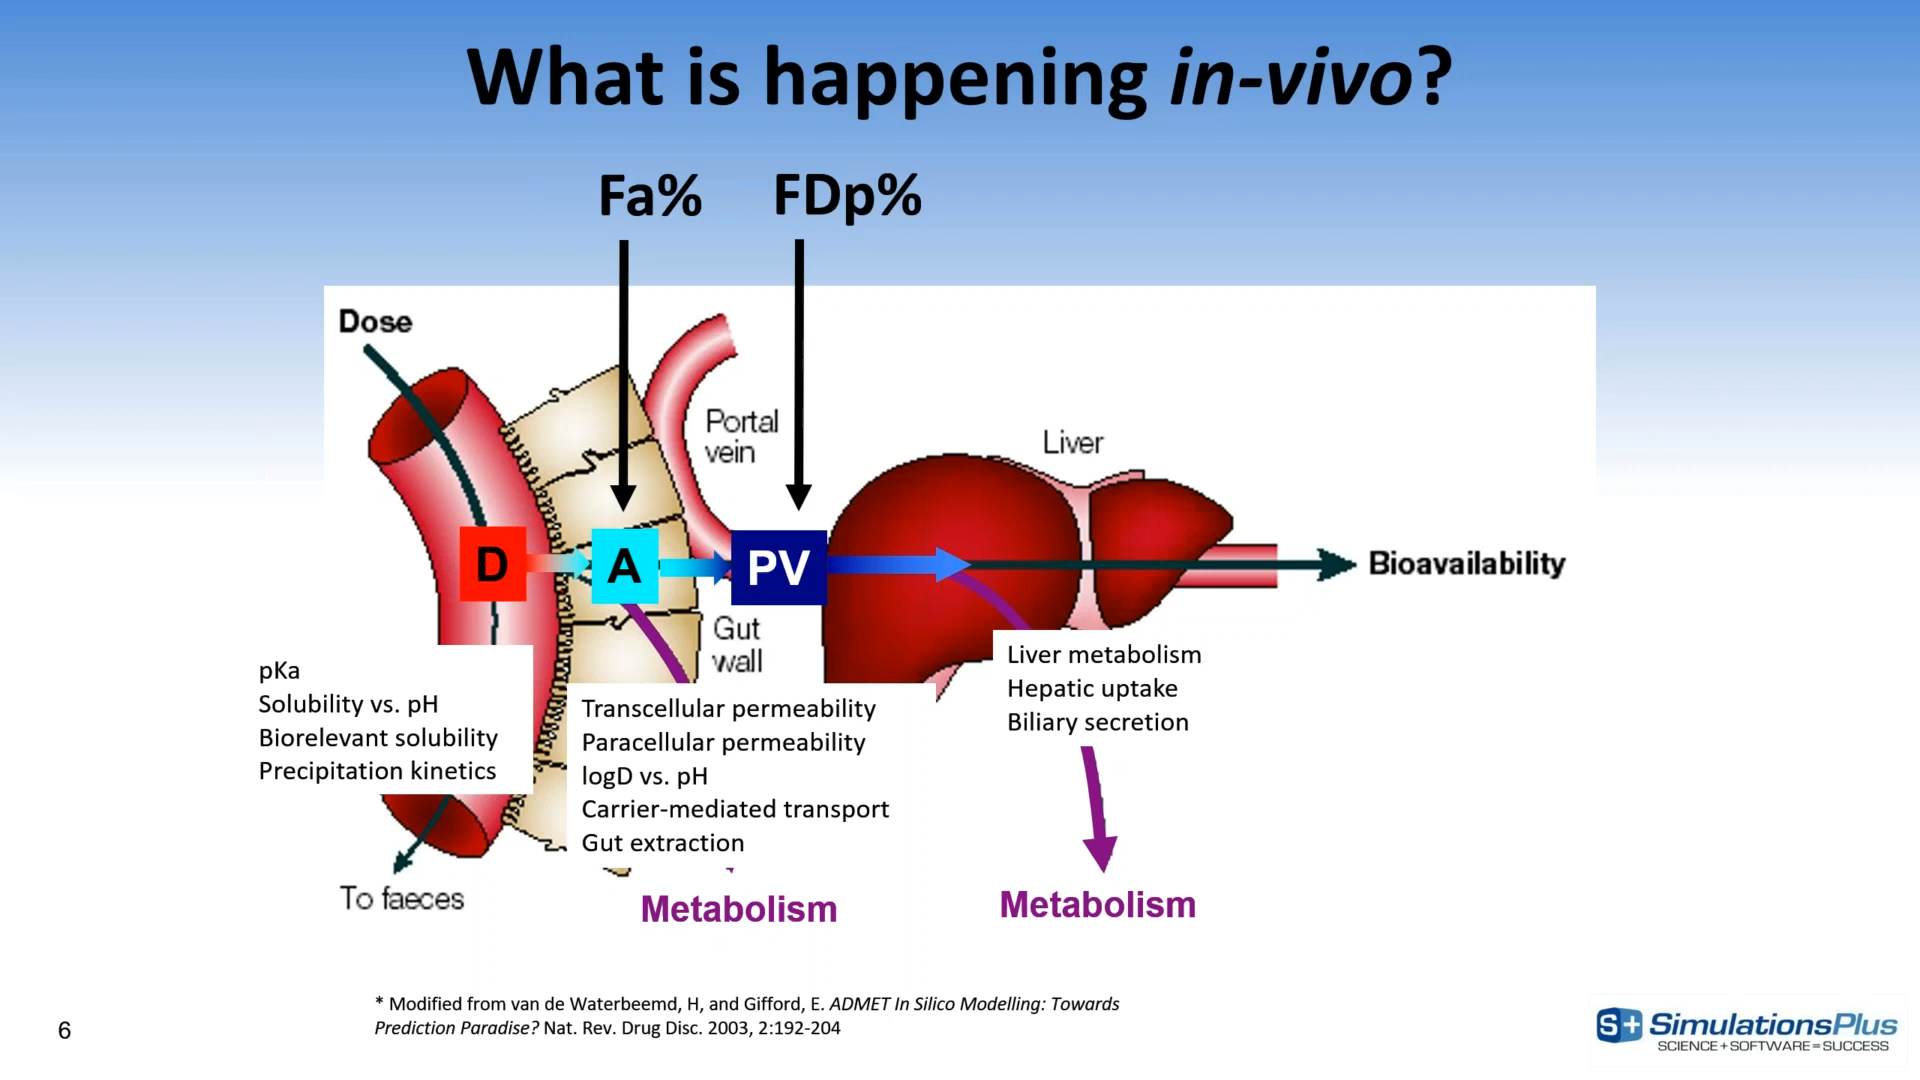 What is happening in-vivo?
Fa%
FDp%
Dose
Portal
vein
Liver
D
A
PV
Bioavailability
Gut
wall
pKa
Solubility vs. pH
Biorelevant solubility
Precipitation kinetics
Transcellular permeability
Paracellular permeability
logD vs. pH
Carrier-mediated transport
Gut extraction
Liver metabolism
Hepatic uptake
Biliary secretion
To faeces
Metabolism
Metabolism
* Modified from van de Waterbeemd, H, and Gifford, E. ADMET In Silico Modelling: Towards
Prediction Paradise? Nat. Rev. Drug Disc. 2003, 2:192-204
6
S+ SimulationsPlus
SCIENCE + SOFTWARE = SUCCESS